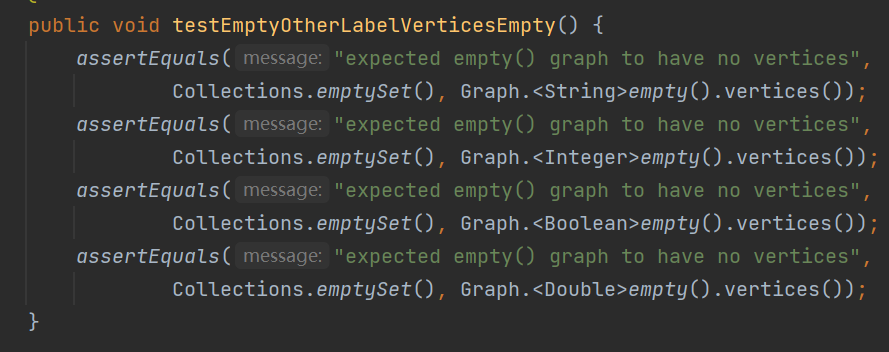 public void testEmptyOtherLabelVerticesEmpty() {
assertEquals( message: "expected empty() graph to have no vertices",
Collections.emptySet(), Graph.<String>empty().vertices());
assertEquals( message: "expected empty() graph to have no vertices",
Collections.emptySet(), Graph.<Integer>empty().vertices());
assertEquals( message: "expected empty() graph to have no vertices",
Collections.emptySet(), Graph.<Boolean>empty().vertices());
assertEquals( message: "expected empty() graph to have no vertices",
Collections.emptySet(), Graph.<Double>empty().vertices());
}